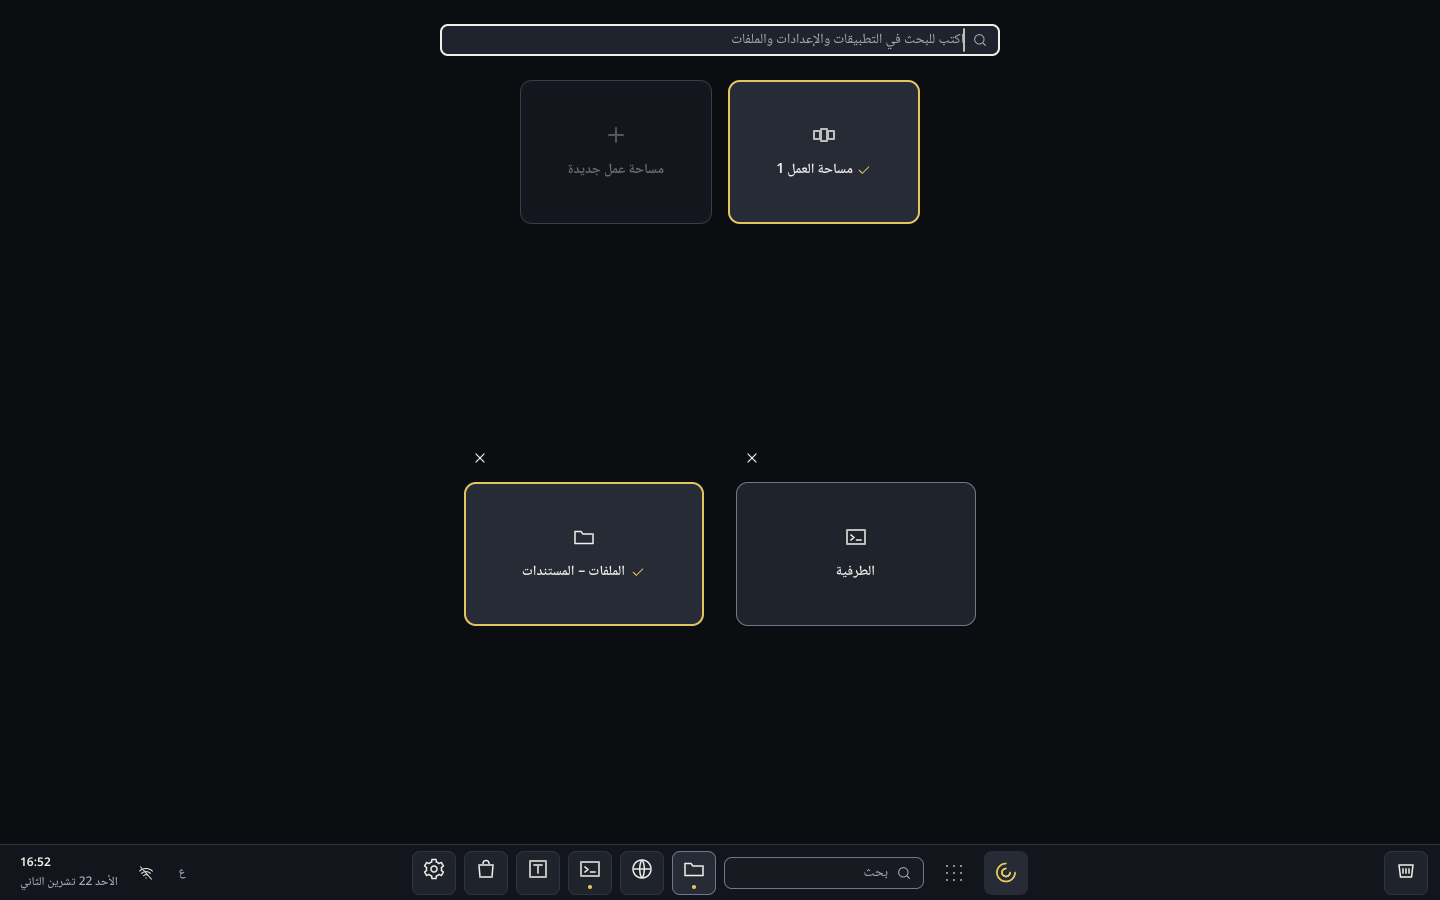 اكتب للبحث في التطبيقات والإعدادات والملفات
مساحة العمل 1
مساحة عمل جديدة
الطرفية
الملفات – المستندات
بحث
ع
16:52
الأحد 22 تشرين الثاني